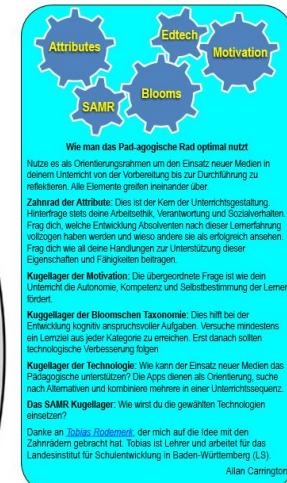 Attributes
Edtech
Motivation
SAMR
Blooms
Wie man das Pad-agogische Rad optimal nutzt
Nutze es als Orientierungsrahmen um den Einsatz neuer Medien in
deinem Unterricht von der Vorbereitung bis zur Durchführung zu
reflektieren. Alle Elemente greifen ineinander über.
Zahnrad der Attribute: Dies ist der Kern der Unterrichtsgestaltung.
Hinterfrage stets deine Arbeitsethik, Verantwortung und Sozialverhalten.
Frag dich, welche Entwicklung Absolventen nach dieser Lernerfahrung
vollzogen haben werden und wieso andere sie als erfolgreich ansehen.
Frag dich wie all deine Handlungen zur Unterstützung dieser
Eigenschaften und Fähigkeiten beitragen.
Kugellager der Motivation: Die übergeordnete Frage ist wie dein
Unterricht die Autonomie, Kompetenz und Selbstbestimmung der Lerner
fördert.
Kuggellager der Bloomschen Taxonomie: Dies hilft bei der
Entwicklung kognitiv anspruchsvoller Aufgaben. Versuche mindestens
ein Lernziel aus jeder Kategorie zu erreichen. Erst danach sollten
technologische Verbesserung folgen
Kugellager der Technologie: Wie kann der Einsatz neuer Medien das
Pädagogische unterstützen? Die Apps dienen als Orientierung, suche
nach Alternativen und kombiniere mehrere in einer Unterrichtssequenz.
Das SAMR Kugellager: Wie wirst du die gewählten Technologien
einsetzen?
Danke an Tobias Rodemerk, der mich auf die Idee mit den
Zahnrädern gebracht hat. Tobias ist Lehrer und arbeitet für das
Landesinstitut für Schulentwicklung in Baden-Württemberg (LS).
Allan Carrington